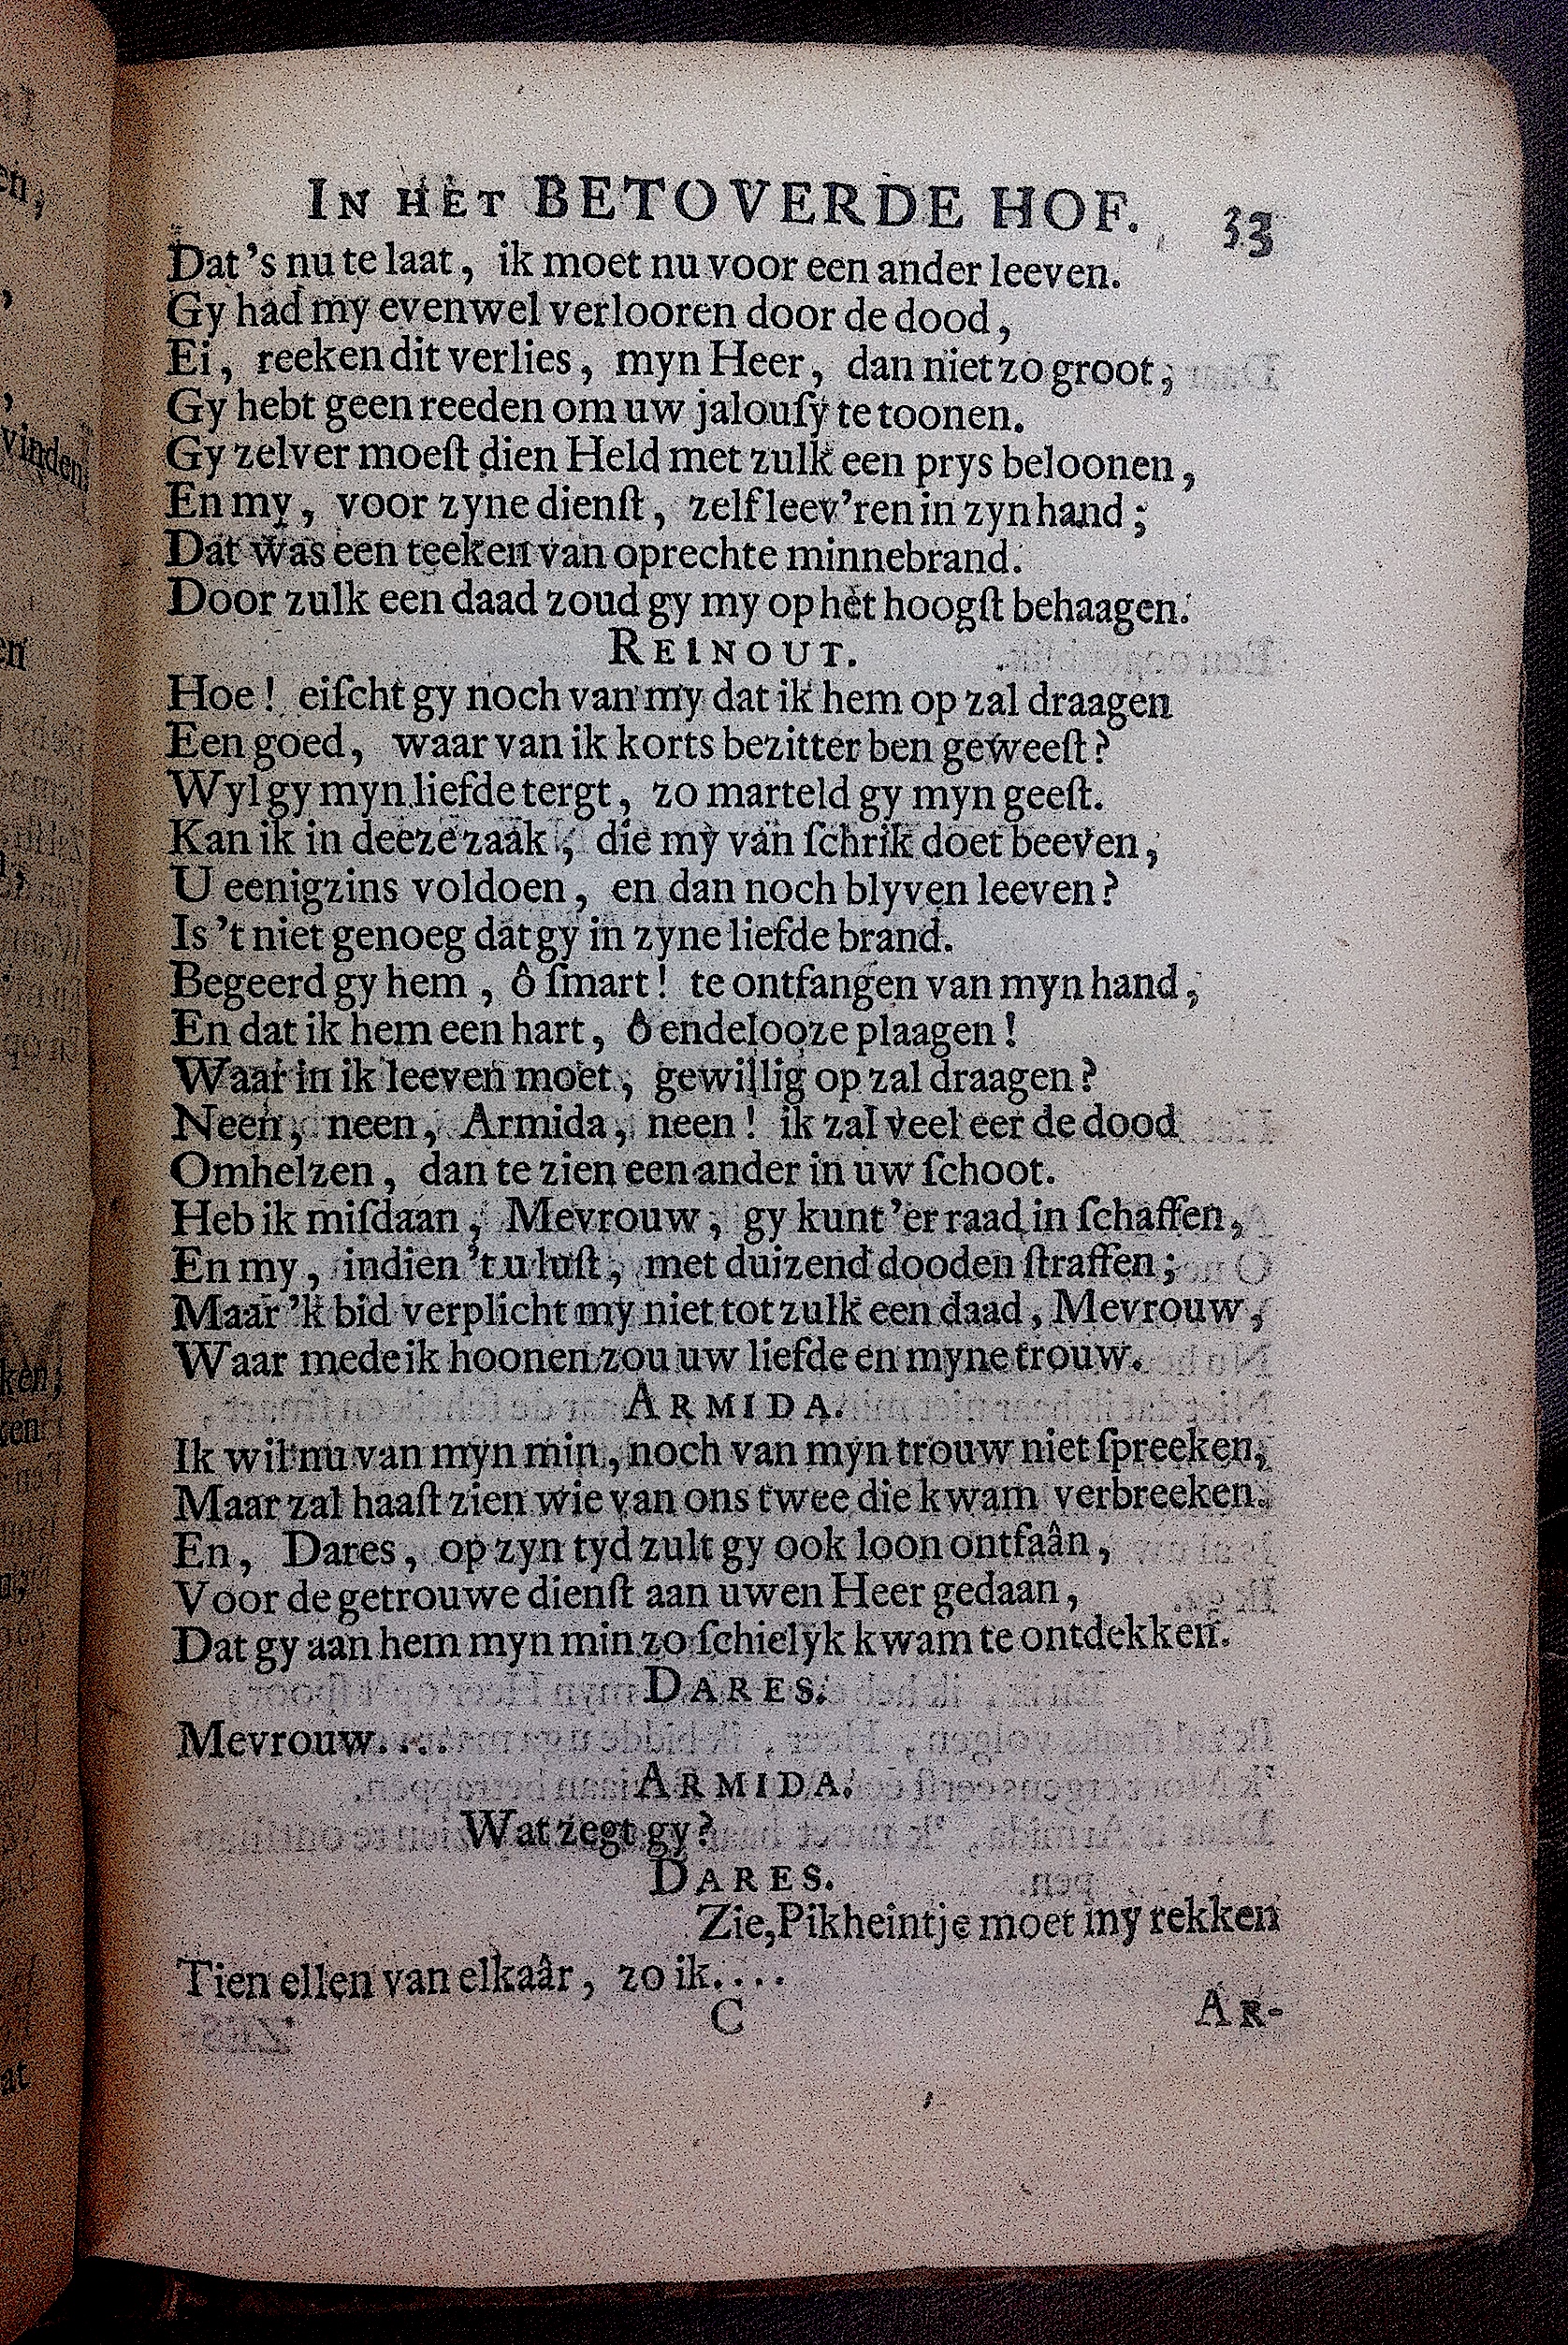 IN HET BETOVERDE HOF. 33
Dat 's nu te laat, ik moet nu voor een ander leeven.
Gy had my evenwel verlooren door de dood,
Ei, reeken dit verlies, myn Heer, dan niet zo groot;
Gy hebt geen reeden om uw jalouſy te toonen.
Gy zelver moeſt dien Held met zulk een prys beloonen,
En my, voor zyne dienſt, zelf leev'ren in zyn hand;
Dat was een teeken van oprechte minnebrand.
Door zulk een daad zoud gy my op het hoogſt behaagen.
REINOUT.
Hoe! eiſcht gy noch van my dat ik hem op zal draagen
Een goed, waar van ik korts bezitter ben geweeſt?
Wyl gy myn liefde tergt, zo marteld gy myn geeſt.
Kan ik in deeze zaak, die my van ſchrik doet beeven,
U eenigzins voldoen, en dan noch blyven leeven?
Is 't niet genoeg dat gy in zyne liefde brand.
Begeerd gy hem, ô ſmart! te ontfangen van myn hand,
En dat ik hem een hart, ô endelooze plaagen!
Waar in ik leeven moet, gewillig op zal draagen?
Neen, neen, Armida, neen! ik zal veel eer de dood
Omhelzen, dan te zien een ander in uw ſchoot.
Heb ik miſdaan, Mevrouw, gy kunt 'er raad in ſchaffen,
En my, indien 't u luſt, met duizend dooden ſtraffen;
Maar 'k bid verplicht my niet tot zulk een daad, Mevrouw,
Waar mede ik hoonen zou uw liefde en myne trouw.
ARMIDA.
Ik wil nu van myn min, noch van myn trouw niet ſpreeken,
Maar zal haaſt zien wie van ons twee die kwam verbreeken.
En, Dares, op zyn tyd zult gy ook loon ontfaân,
Voor de getrouwe dienſt aan uwen Heer gedaan,
Dat gy aan hem myn min zo ſchielyk kwam te ontdekken.
DARES.
Mevrouw....
ARMIDA.
Wat zegt gy?
DARES.
Zie, Pikheintje moet my rekken
Tien ellen van elkaâr, zo ik....
C AR-